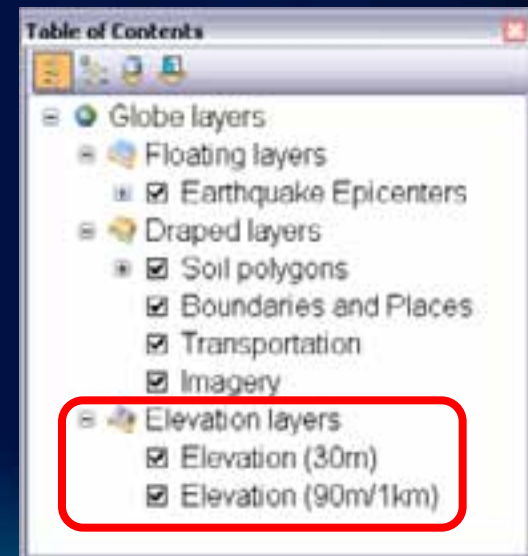 Table of Contents
Globe layers
Floating layers
Earthquake Epicenters
Draped layers
Soil polygons
Boundaries and Places
Transportation
Imagery
Elevation layers
Elevation (30m)
Elevation (90m/1km)